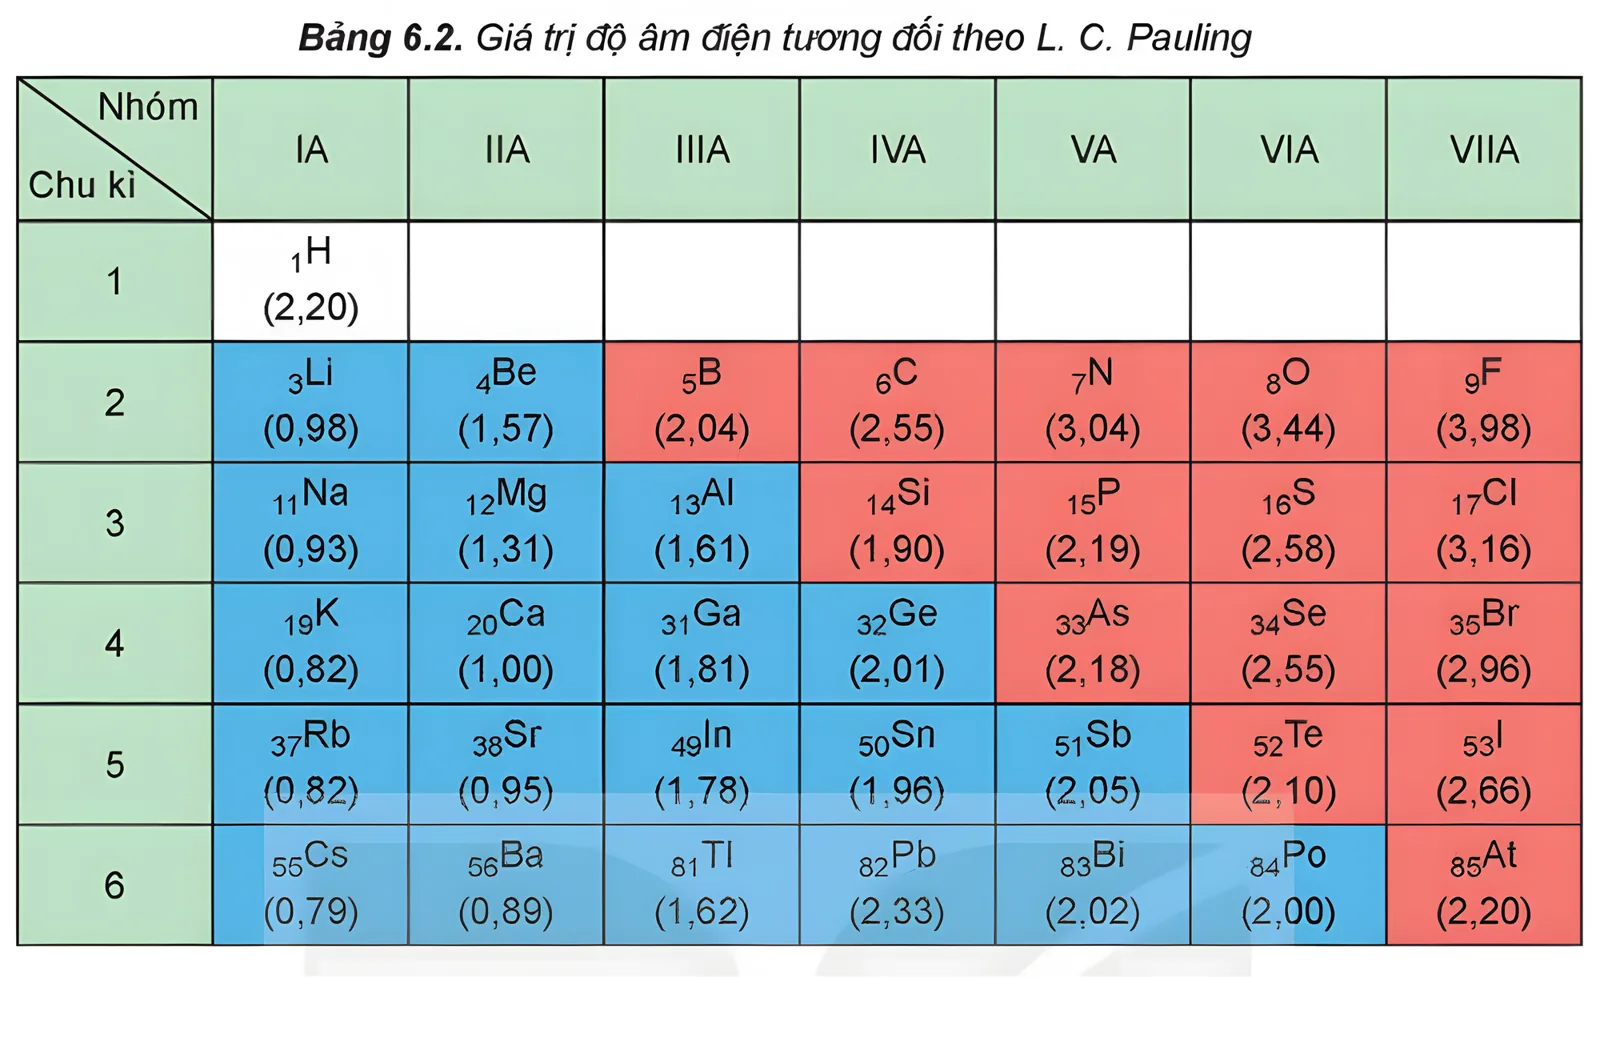 Bảng 6.2. Giá trị độ âm điện tương đối theo L. C. Pauling
Nhóm
Chu kì
IA IIA IIIA IVA VA VIA VIIA
1
₁H
(2,20)
2
₃Li ₄Be ₅B ₆C ₇N ₈O ₉F
(0,98) (1,57) (2,04) (2,55) (3,04) (3,44) (3,98)
3
₁₁Na ₁₂Mg ₁₃Al ₁₄Si ₁₅P ₁₆S ₁₇Cl
(0,93) (1,31) (1,61) (1,90) (2,19) (2,58) (3,16)
4
₁₉K ₂₀Ca ₃₁Ga ₃₂Ge ₃₃As ₃₄Se ₃₅Br
(0,82) (1,00) (1,81) (2,01) (2,18) (2,55) (2,96)
5
₃₇Rb ₃₈Sr ₄₉In ₅₀Sn ₅₁Sb ₅₂Te ₅₃I
(0,82) (0,95) (1,78) (1,96) (2,05) (2,10) (2,66)
6
₅₅Cs ₅₆Ba ₈₁Tl ₈₂Pb ₈₃Bi ₈₄Po ₈₅At
(0,79) (0,89) (1,62) (2,33) (2,02) (2,00) (2,20)